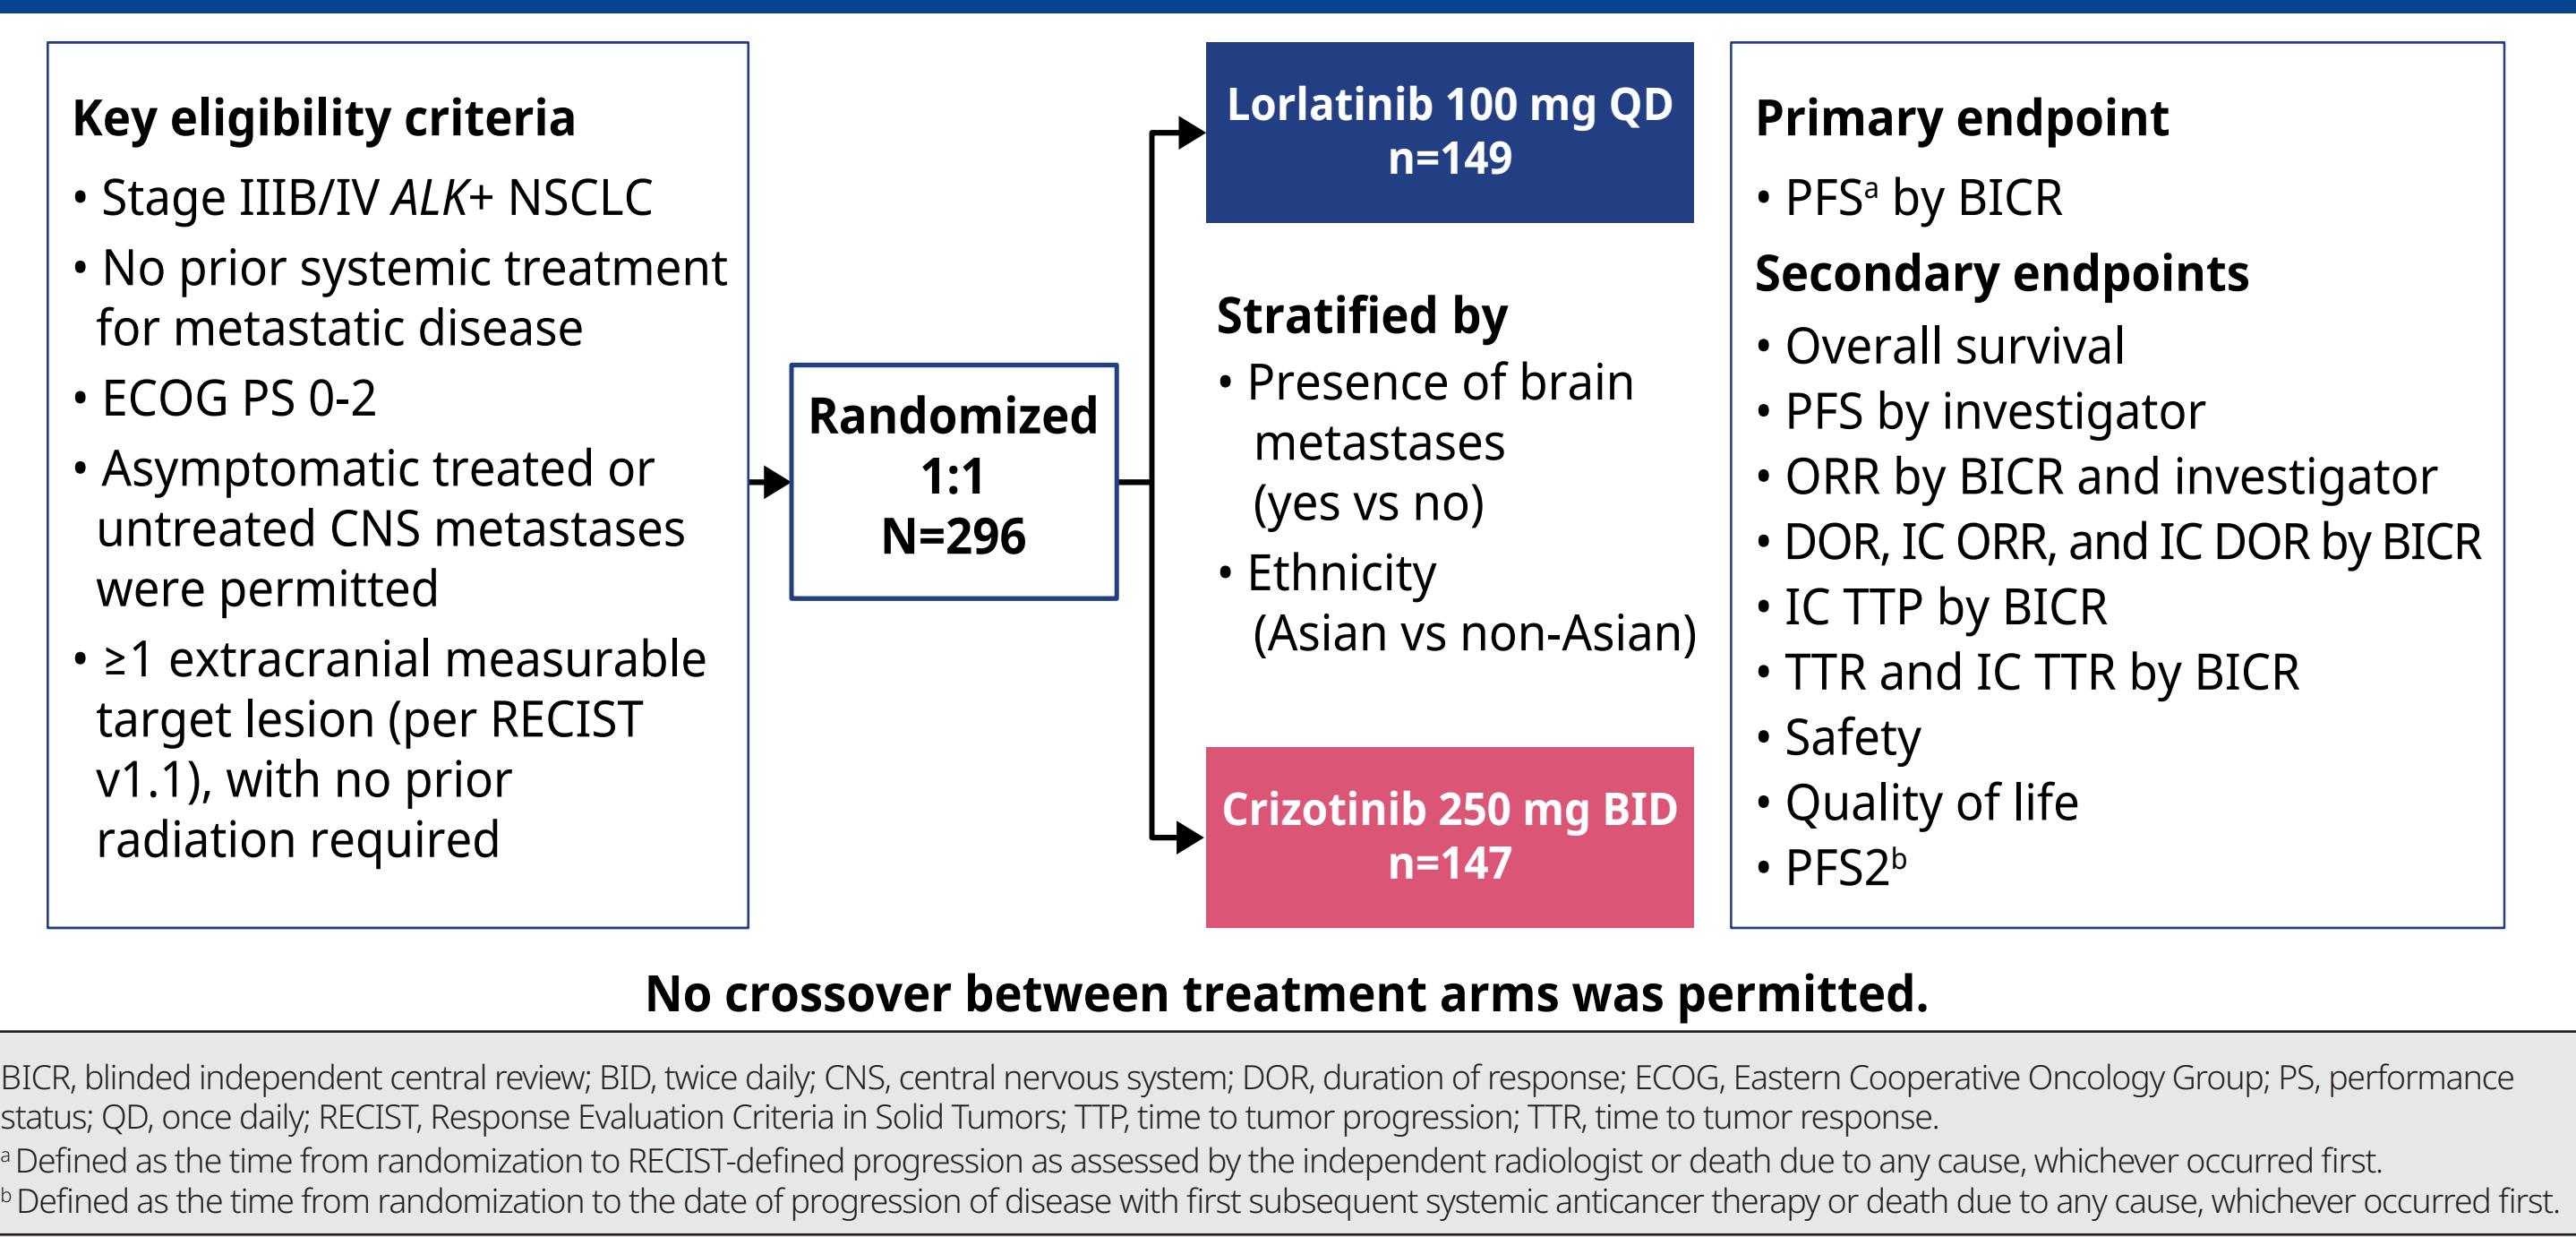 Key eligibility criteria
• Stage IIIB/IV ALK+ NSCLC
• No prior systemic treatment
for metastatic disease
• ECOG PS 0-2
• Asymptomatic treated or
untreated CNS metastases
were permitted
• ≥1 extracranial measurable
target lesion (per RECIST
v1.1), with no prior
radiation required
Randomized
1:1
N=296
Lorlatinib 100 mg QD
n=149
Stratified by
• Presence of brain
metastases
(yes vs no)
• Ethnicity
(Asian vs non-Asian)
Crizotinib 250 mg BID
n=147
Primary endpoint
• PFSᵃ by BICR
Secondary endpoints
• Overall survival
• PFS by investigator
• ORR by BICR and investigator
• DOR, IC ORR, and IC DOR by BICR
• IC TTP by BICR
• TTR and IC TTR by BICR
• Safety
• Quality of life
• PFS2ᵇ
No crossover between treatment arms was permitted.
BICR, blinded independent central review; BID, twice daily; CNS, central nervous system; DOR, duration of response; ECOG, Eastern Cooperative Oncology Group; PS, performance
status; QD, once daily; RECIST, Response Evaluation Criteria in Solid Tumors; TTP, time to tumor progression; TTR, time to tumor response.
ᵃ Defined as the time from randomization to RECIST-defined progression as assessed by the independent radiologist or death due to any cause, whichever occurred first.
ᵇ Defined as the time from randomization to the date of progression of disease with first subsequent systemic anticancer therapy or death due to any cause, whichever occurred first.